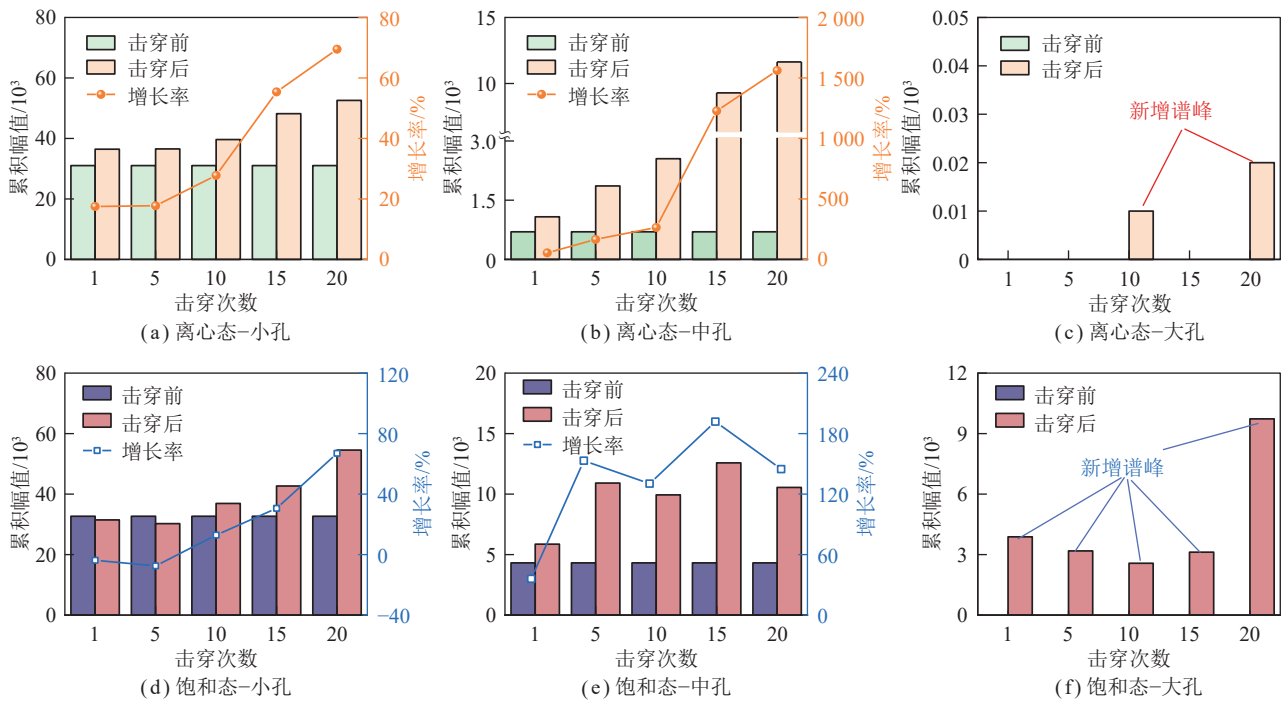 80
60
40
20
0
累积幅值/10³
击穿前
击穿后
增长率
80
60
40
20
0
增长率/%
1 5 10 15 20
击穿次数
(a) 离心态−小孔
15
10
3.0
1.5
0
累积幅值/10³
击穿前
击穿后
增长率
2 000
1 500
1 000
500
0
增长率/%
1 5 10 15 20
击穿次数
(b) 离心态−中孔
0.05
0.04
0.03
0.02
0.01
0
累积幅值/10³
击穿前
击穿后
新增谱峰
1 5 10 15 20
击穿次数
(c) 离心态−大孔
80
60
40
20
0
累积幅值/10³
击穿前
击穿后
增长率
120
80
40
0
−40
增长率/%
1 5 10 15 20
击穿次数
(d) 饱和态−小孔
20
15
10
5
0
累积幅值/10³
击穿前
击穿后
增长率
240
180
120
60
0
增长率/%
1 5 10 15 20
击穿次数
(e) 饱和态−中孔
12
9
6
3
0
累积幅值/10³
击穿前
击穿后
新增谱峰
1 5 10 15 20
击穿次数
(f) 饱和态−大孔